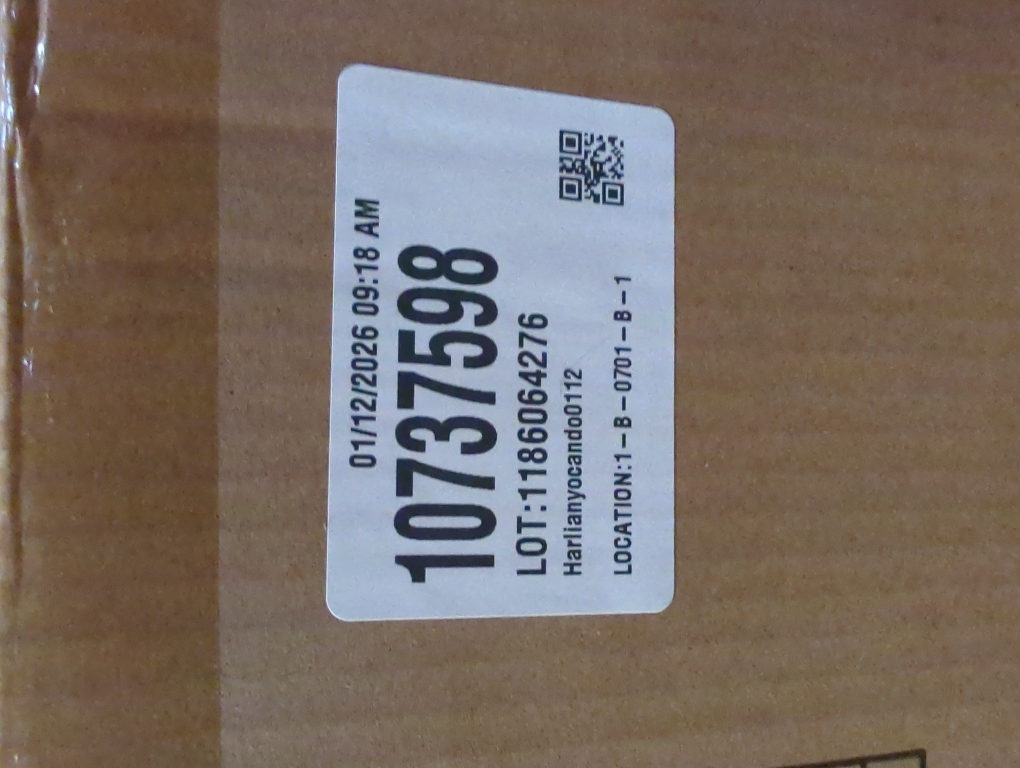 01/12/2026 09:18 AM
10737598
LOT:1186064276
Harlianyocando0112
LOCATION:1-B-0701-B-1